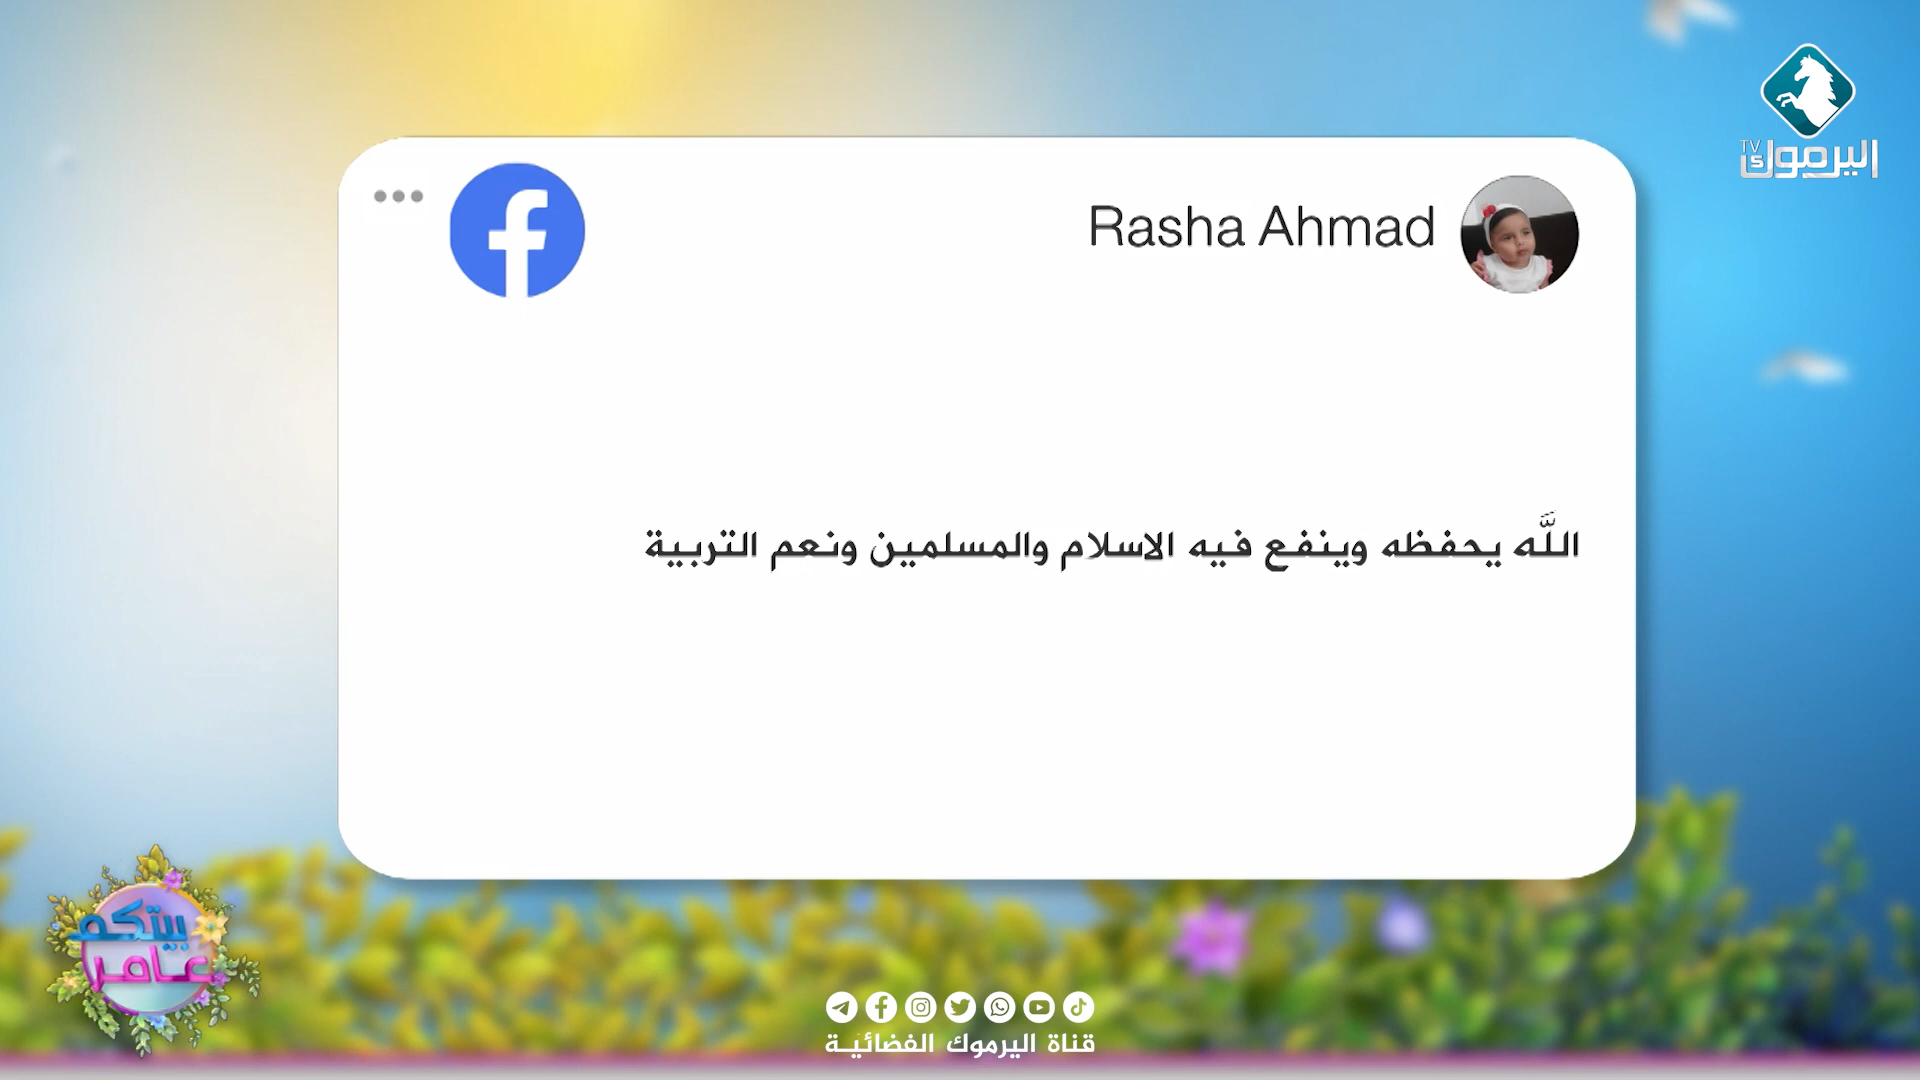 اليرموك
TV
Rasha Ahmad
اللَّه يحفظه وينفع فيه الاسلام والمسلمين ونعم التربية
بيتكم
عامر
قناة اليرموك الفضائيـة